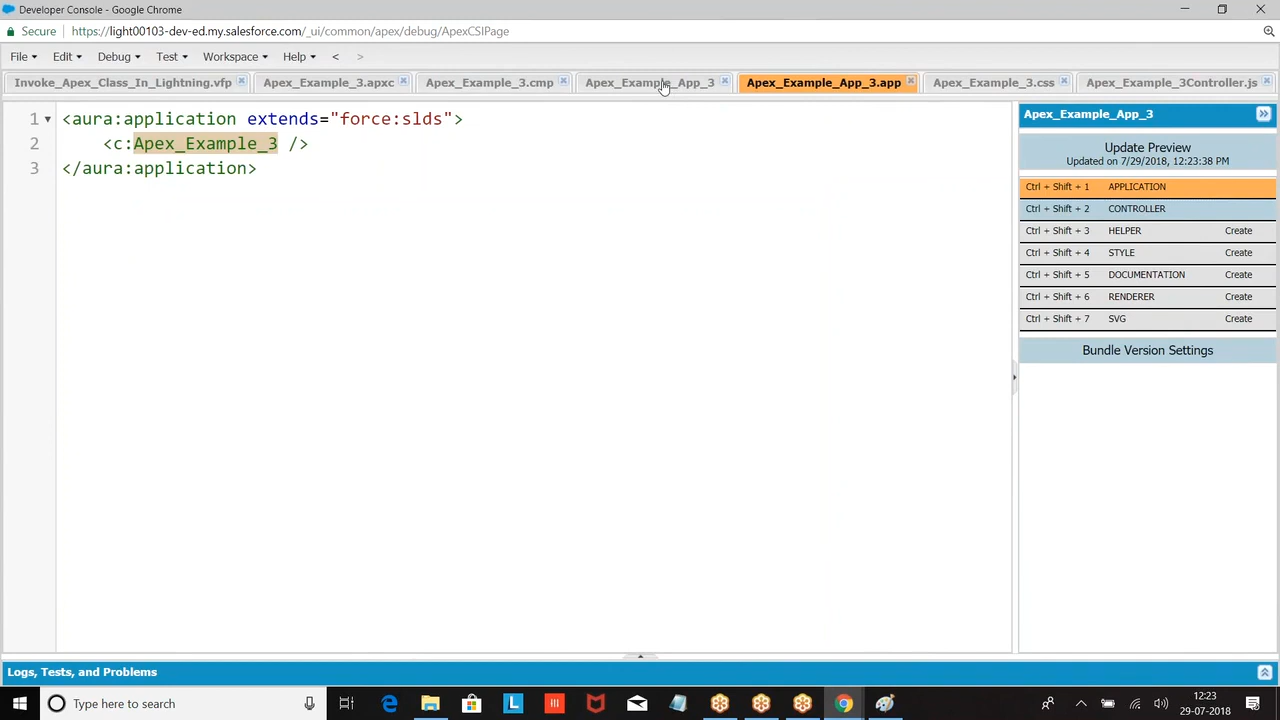 Developer Console - Google Chrome
Secure https://light00103-dev-ed.my.salesforce.com/_ui/common/apex/debug/ApexCSIPage
File Edit Debug Test Workspace Help < >
Invoke_Apex_Class_In_Lightning.vfp Apex_Example_3.apxc Apex_Example_3.cmp Apex_Example_App_3 Apex_Example_App_3.app Apex_Example_3.css Apex_Example_3Controller.js
1 <aura:application extends="force:slds">
2 <c:Apex_Example_3 />
3 </aura:application>
Apex_Example_App_3
Update Preview
Updated on 7/29/2018, 12:23:38 PM
Ctrl + Shift + 1 APPLICATION
Ctrl + Shift + 2 CONTROLLER
Ctrl + Shift + 3 HELPER Create
Ctrl + Shift + 4 STYLE Create
Ctrl + Shift + 5 DOCUMENTATION Create
Ctrl + Shift + 6 RENDERER Create
Ctrl + Shift + 7 SVG Create
Bundle Version Settings
Logs, Tests, and Problems
Type here to search
12:23
29-07-2018